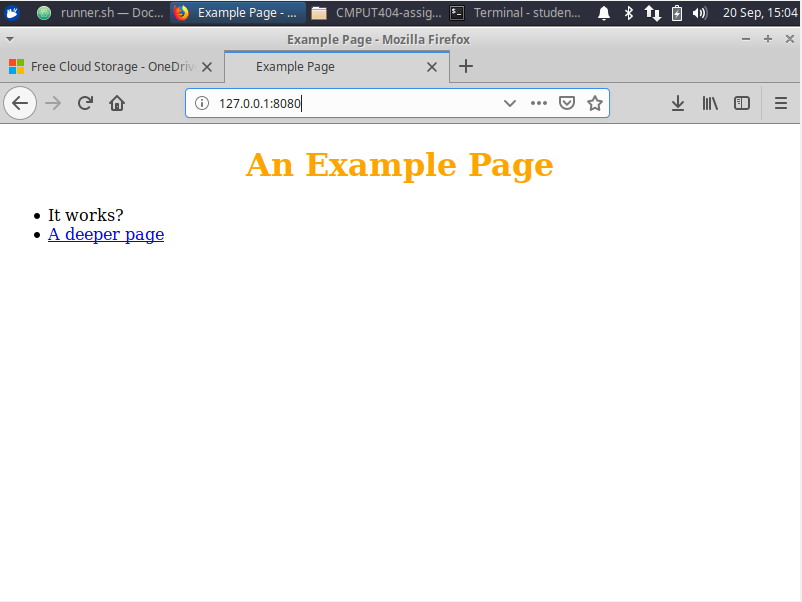 runner.sh — Doc...
Example Page - ...
CMPUT404-assig...
Terminal - studen...
20 Sep, 15:04
Example Page - Mozilla Firefox
Free Cloud Storage - OneDriv
Example Page
127.0.0.1:8080
An Example Page
It works?
A deeper page